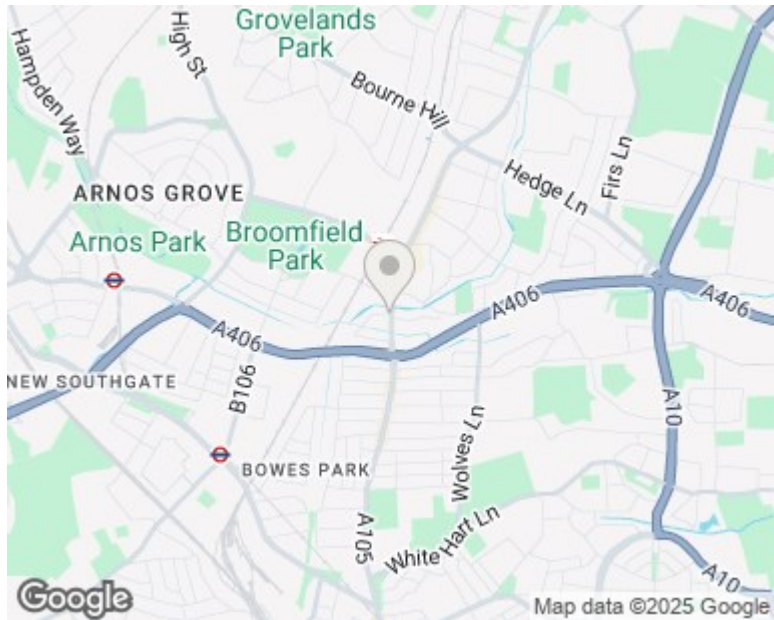 Grovelands
Park
High St
Hampden Way
Bourne Hill
Firs Ln
Hedge Ln
ARNOS GROVE
Arnos Park
Broomfield
Park
A406
A406
A406
NEW SOUTHGATE
B106
A10
BOWES PARK
Wolves Ln
A105
White Hart Ln
A10
Google
Map data ©2025 Google